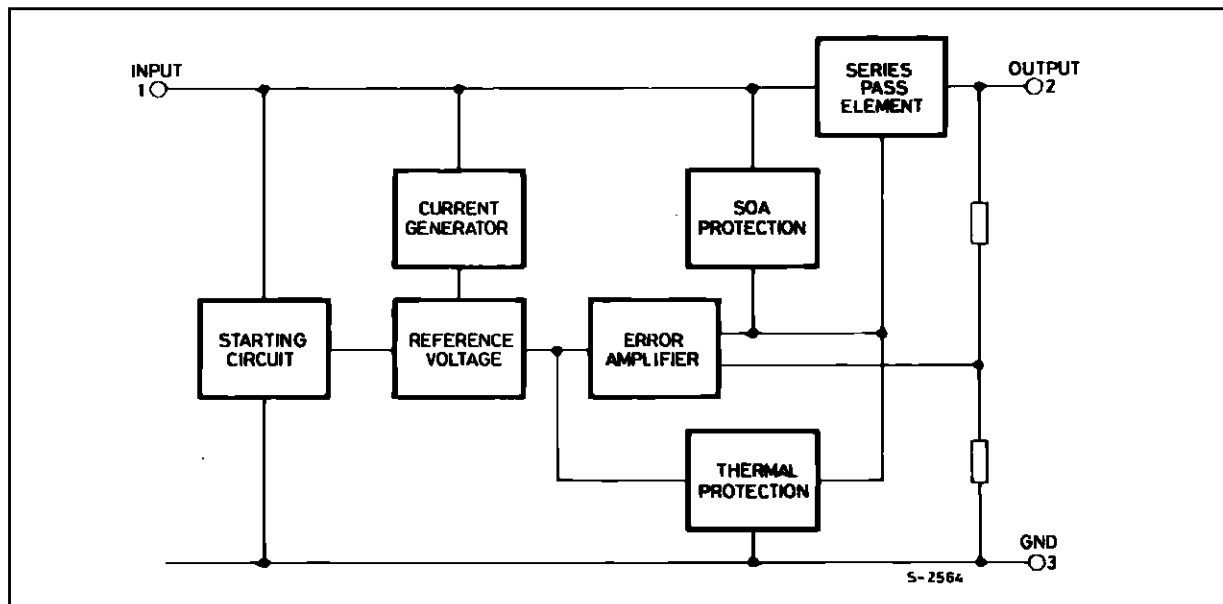 INPUT
1
SERIES
PASS
ELEMENT
OUTPUT
2
CURRENT
GENERATOR
SOA
PROTECTION
STARTING
CIRCUIT
REFERENCE
VOLTAGE
ERROR
AMPLIFIER
THERMAL
PROTECTION
GND
3
S-2564